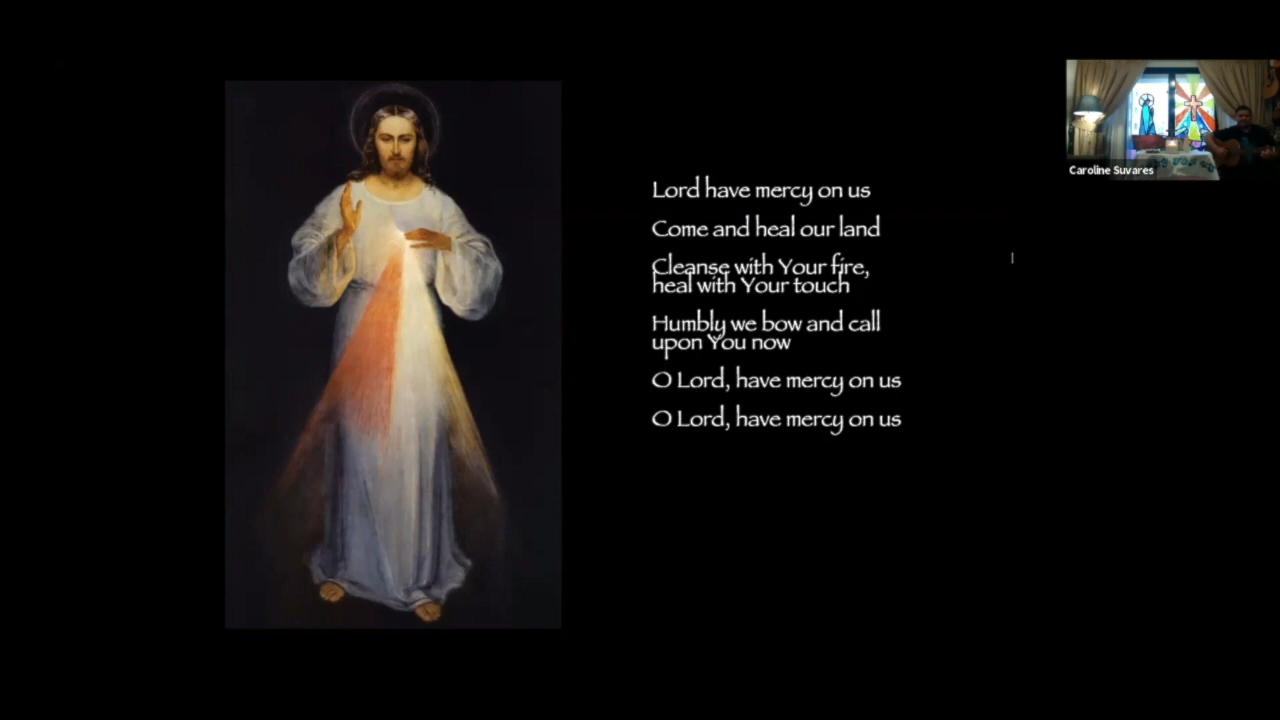 Lord have mercy on us
Come and heal our land
Cleanse with Your fire,
heal with Your touch
Humbly we bow and call
upon You now
O Lord, have mercy on us
O Lord, have mercy on us
Caroline Suvares